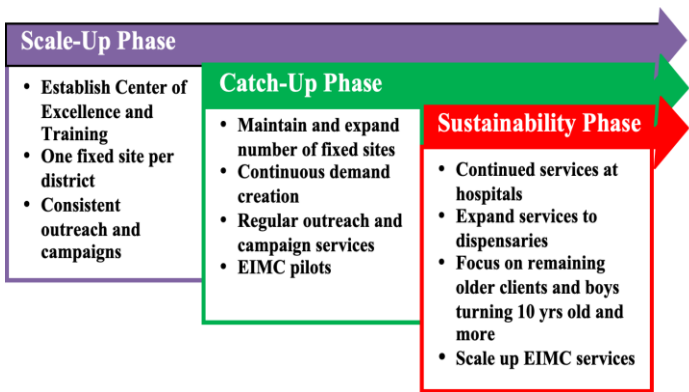 Scale-Up Phase
• Establish Center of
Excellence and
Training
• One fixed site per
district
• Consistent
outreach and
campaigns
Catch-Up Phase
• Maintain and expand
number of fixed sites
• Continuous demand
creation
• Regular outreach and
campaign services
• EIMC pilots
Sustainability Phase
• Continued services at
hospitals
• Expand services to
dispensaries
• Focus on remaining
older clients and boys
turning 10 yrs old and
more
• Scale up EIMC services